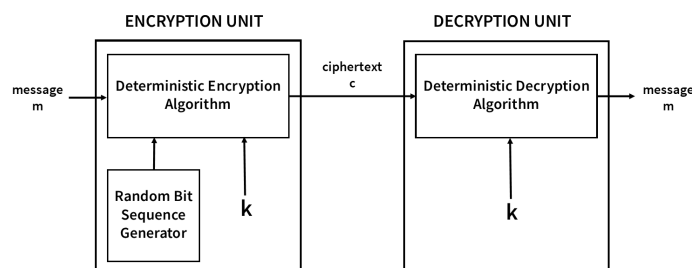 ENCRYPTION UNIT
DECRYPTION UNIT
message
m
Deterministic Encryption
Algorithm
ciphertext
c
Deterministic Decryption
Algorithm
message
m
Random Bit
Sequence
Generator
k
k